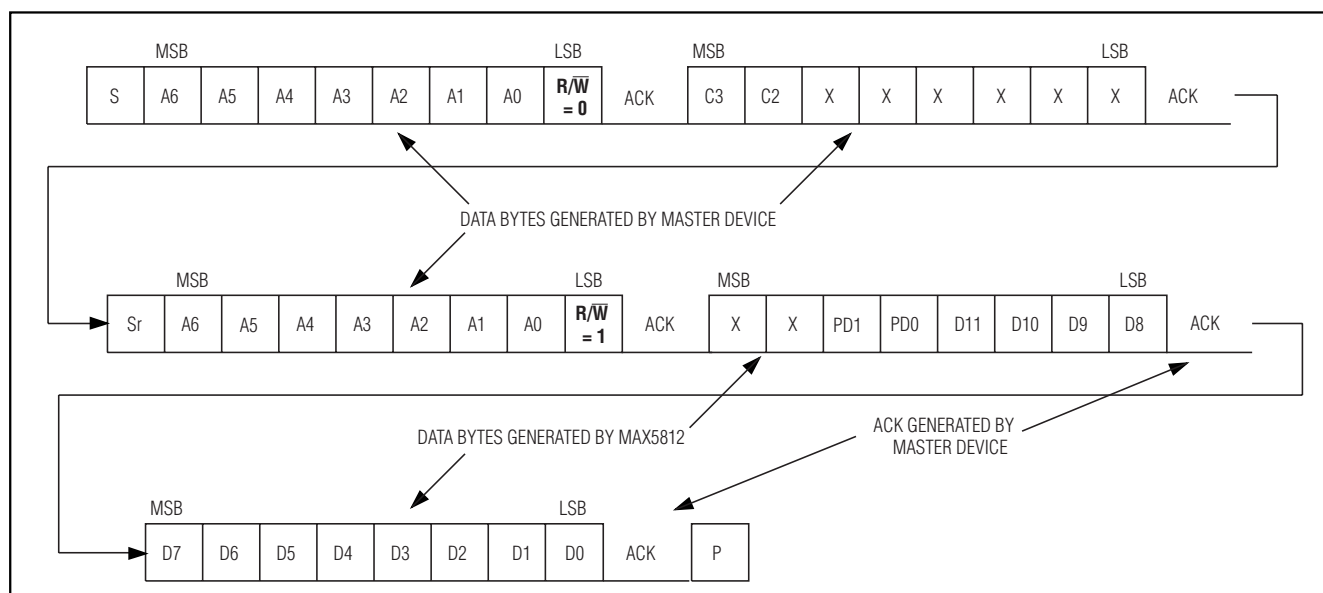 MSB LSB MSB LSB
S A6 A5 A4 A3 A2 A1 A0 R/W̅ = 0 ACK C3 C2 X X X X X X ACK
DATA BYTES GENERATED BY MASTER DEVICE
MSB LSB MSB LSB
Sr A6 A5 A4 A3 A2 A1 A0 R/W̅ = 1 ACK X X PD1 PD0 D11 D10 D9 D8 ACK
DATA BYTES GENERATED BY MAX5812
ACK GENERATED BY
MASTER DEVICE
MSB LSB
D7 D6 D5 D4 D3 D2 D1 D0 ACK P